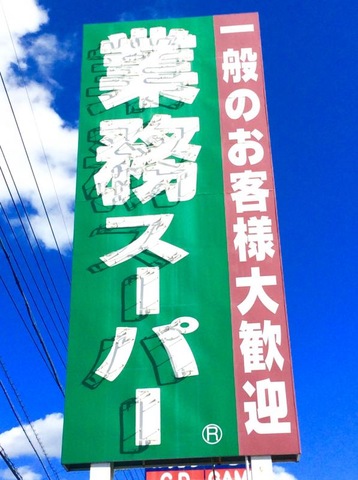 一般のお客様大歓迎
業務スーパー
®